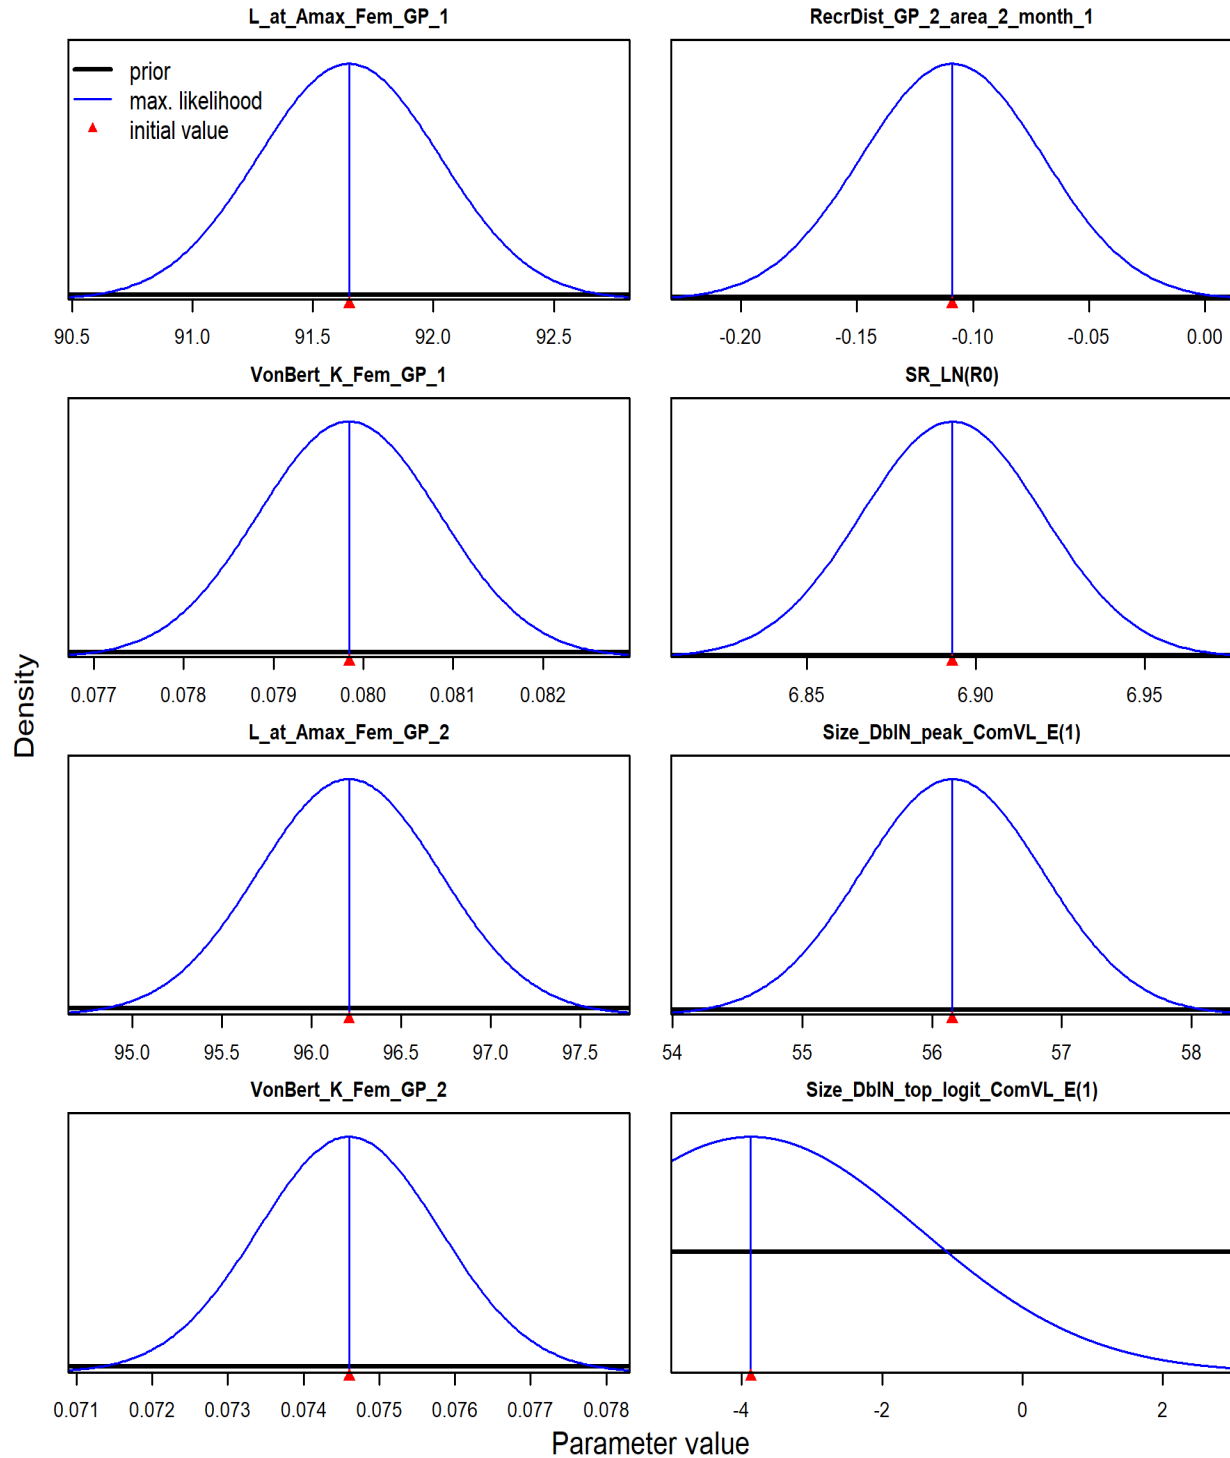 L_at_Amax_Fem_GP_1
prior
max. likelihood
initial value
90.5 91.0 91.5 92.0 92.5
RecrDist_GP_2_area_2_month_1
-0.20 -0.15 -0.10 -0.05 0.00
VonBert_K_Fem_GP_1
0.077 0.078 0.079 0.080 0.081 0.082
SR_LN(R0)
6.85 6.90 6.95
L_at_Amax_Fem_GP_2
95.0 95.5 96.0 96.5 97.0 97.5
Size_DblN_peak_ComVL_E(1)
54 55 56 57 58
VonBert_K_Fem_GP_2
0.071 0.072 0.073 0.074 0.075 0.076 0.077 0.078
Size_DblN_top_logit_ComVL_E(1)
-4 -2 0 2
Density
Parameter value